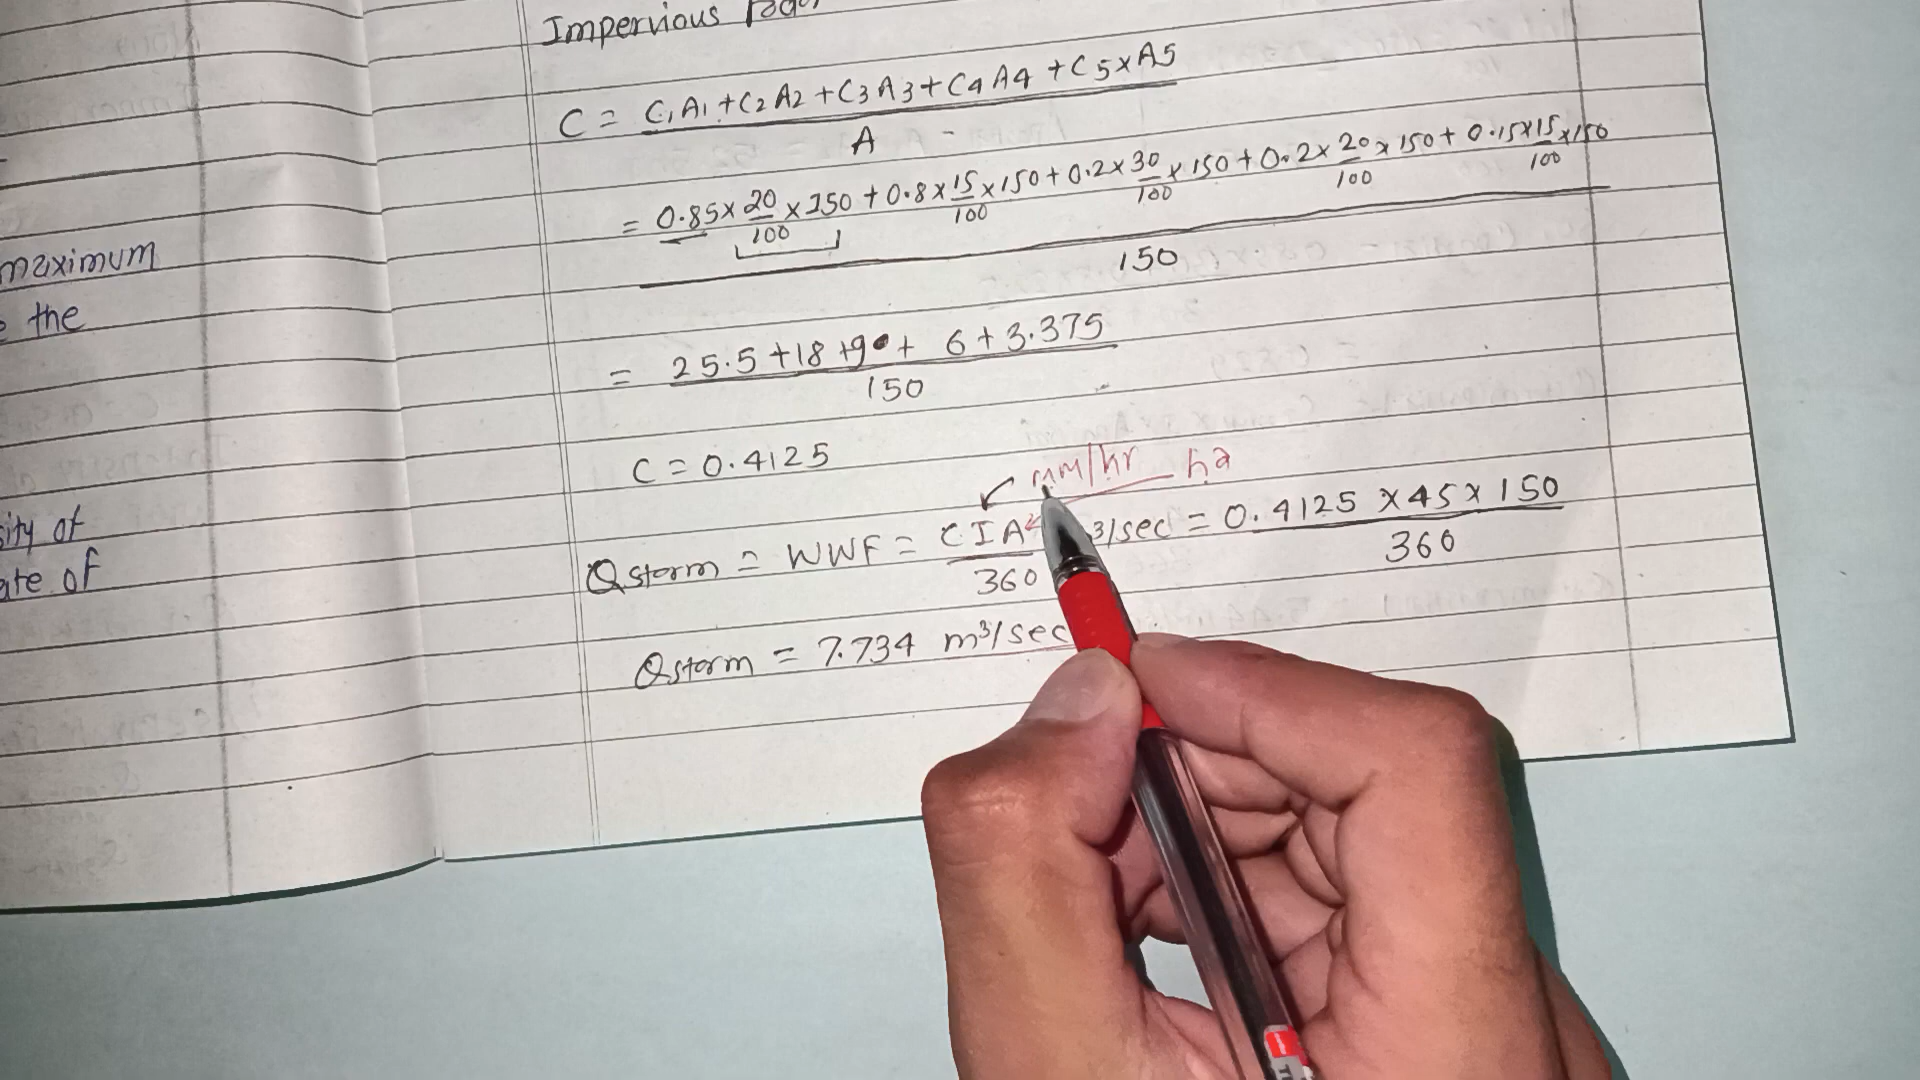 maximum
the
sity of
ate of
Impervious
C = C1A1 + C2A2 + C3A3 + C4A4 + C5×A5
A
= 0.85×20/100×150 + 0.8×15/100×150 + 0.2×30/100×150 + 0.2×20/100×150 + 0.15×15/100×150
150
= 25.5+18+9+ 6+3.375
150
C = 0.4125
mm/hr ha
Qstorm = WWF = CIA/360 3/sec = 0.4125 ×45×150/360
Qstorm = 7.734 m³/sec